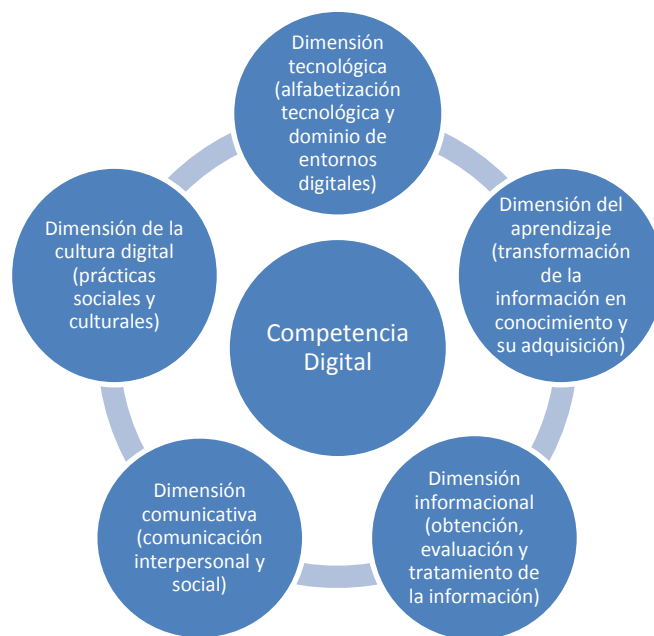 Dimensión
tecnológica
(alfabetización
tecnológica y
dominio de
entornos
digitales)
Dimensión del
aprendizaje
(transformación
de la
información en
conocimiento y
su adquisición)
Dimensión
informacional
(obtención,
evaluación y
tratamiento de
la información)
Dimensión
comunicativa
(comunicación
interpersonal y
social)
Dimensión de la
cultura digital
(prácticas
sociales y
culturales)
Competencia
Digital